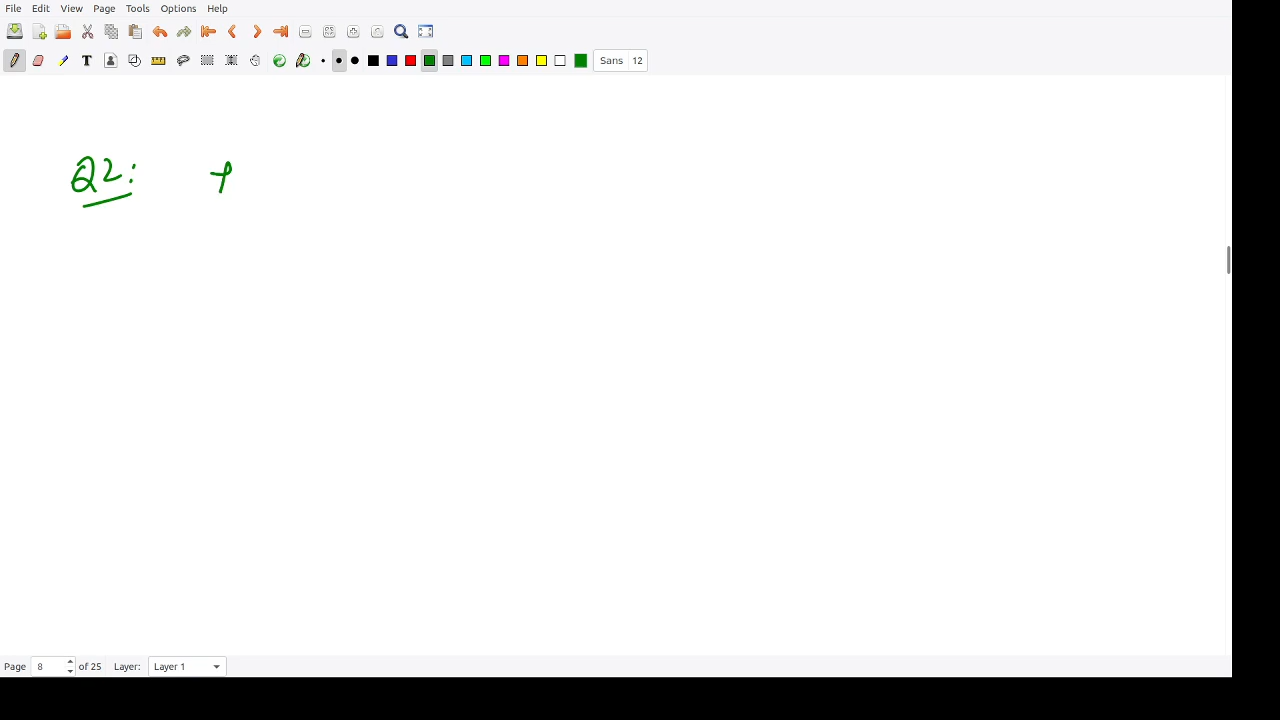 File Edit View Page Tools Options Help
Sans 12
Q2:
Page 8 of 25 Layer: Layer 1